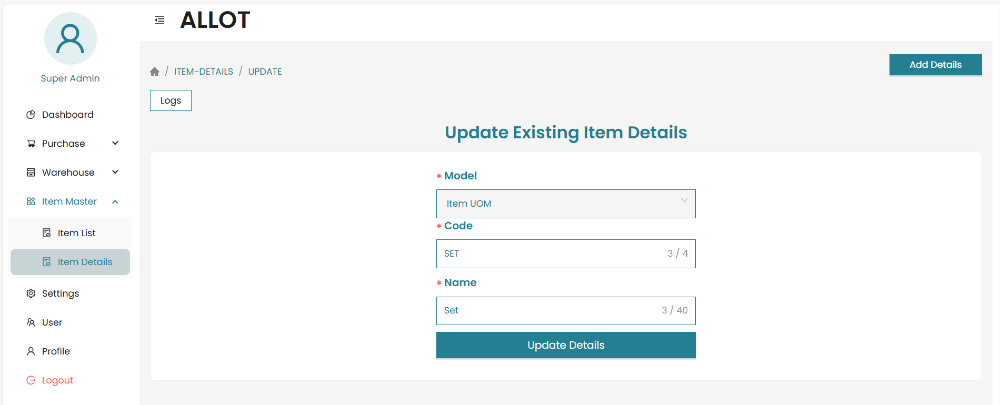 ALLOT
Super Admin
Dashboard
Purchase
Warehouse
Item Master
Item List
Item Details
Settings
User
Profile
Logout
/ ITEM-DETAILS / UPDATE
Add Details
Logs
Update Existing Item Details
* Model
Item UOM
* Code
SET 3 / 4
* Name
Set 3 / 40
Update Details